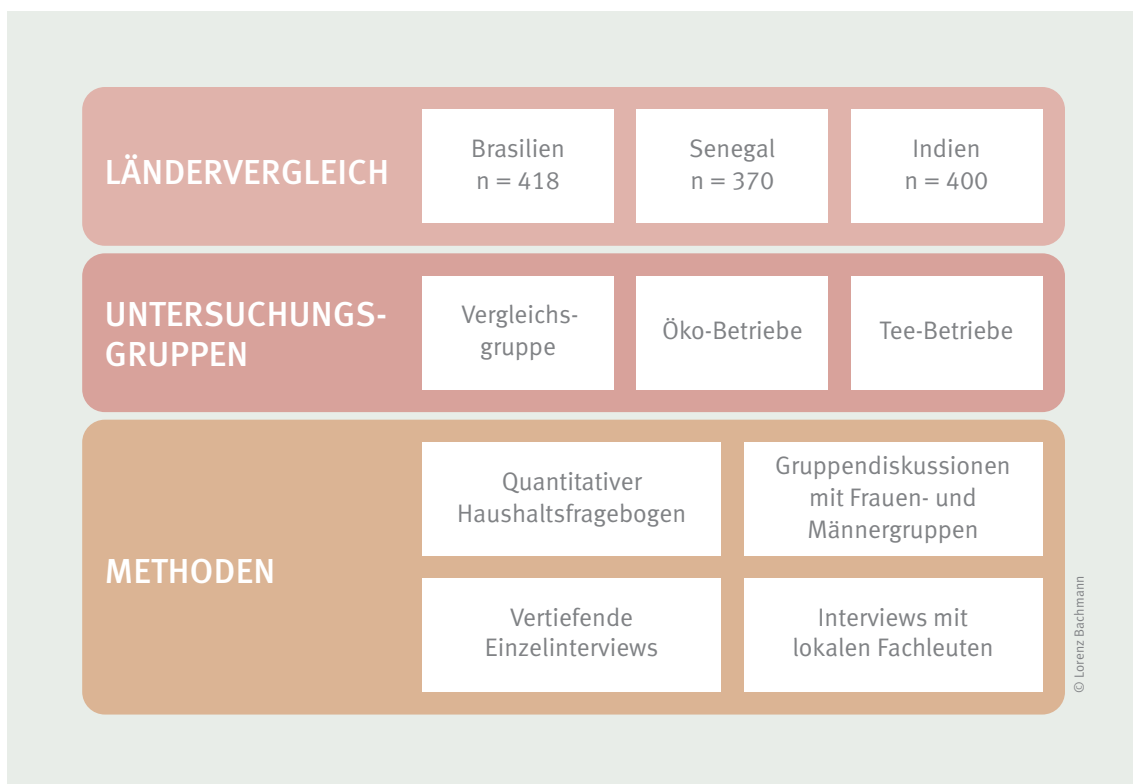 LÄNDERVERGLEICH
Brasilien
n = 418
Senegal
n = 370
Indien
n = 400
UNTERSUCHUNGS-
GRUPPEN
Vergleichs-
gruppe
Öko-Betriebe
Tee-Betriebe
METHODEN
Quantitativer
Haushaltsfragebogen
Gruppendiskussionen
mit Frauen- und
Männergruppen
Vertiefende
Einzelinterviews
Interviews mit
lokalen Fachleuten
© Lorenz Bachmann